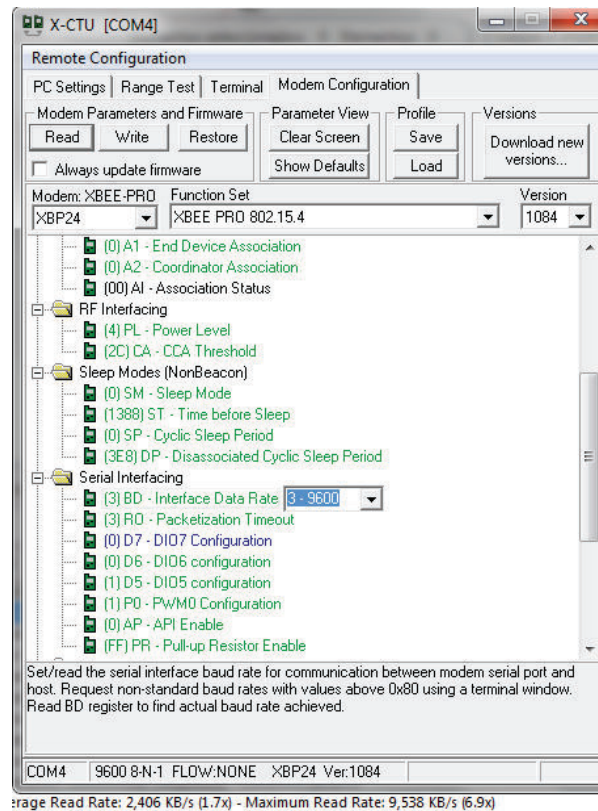 X-CTU [COM4]
Remote Configuration
PC Settings Range Test Terminal Modem Configuration
Modem Parameters and Firmware Parameter View Profile Versions
Read Write Restore Clear Screen Save Download new versions...
Always update firmware Show Defaults Load
Modem: XBEE-PRO Function Set Version
XBP24 XBEE PRO 802.15.4 1084
(0) A1 - End Device Association
(0) A2 - Coordinator Association
(00) AI - Association Status
RF Interfacing
(4) PL - Power Level
(2C) CA - CCA Threshold
Sleep Modes (NonBeacon)
(0) SM - Sleep Mode
(1388) ST - Time before Sleep
(0) SP - Cyclic Sleep Period
(3E8) DP - Disassociated Cyclic Sleep Period
Serial Interfacing
(3) BD - Interface Data Rate 3 - 9600
(3) RO - Packetization Timeout
(0) D7 - DIO7 Configuration
(0) D6 - DIO6 configuration
(1) D5 - DIO5 configuration
(1) P0 - PWM0 Configuration
(0) AP - API Enable
(FF) PR - Pull-up Resistor Enable
Set/read the serial interface baud rate for communication between modem serial port and
host. Request non-standard baud rates with values above 0x80 using a terminal window.
Read BD register to find actual baud rate achieved.
COM4 9600 8-N-1 FLOW:NONE XBP24 Ver:1084
erage Read Rate: 2,406 KB/s (1.7x) - Maximum Read Rate: 9,538 KB/s (6.9x)